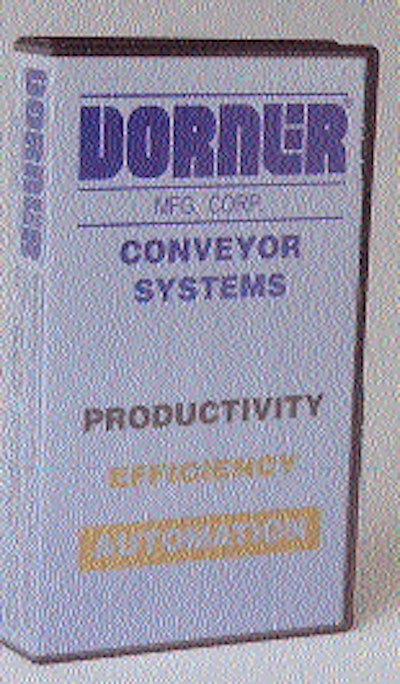 DORNER
DORNER
MFG. CORP.
CONVEYOR
SYSTEMS
PRODUCTIVITY
EFFICIENCY
AUTOMATION